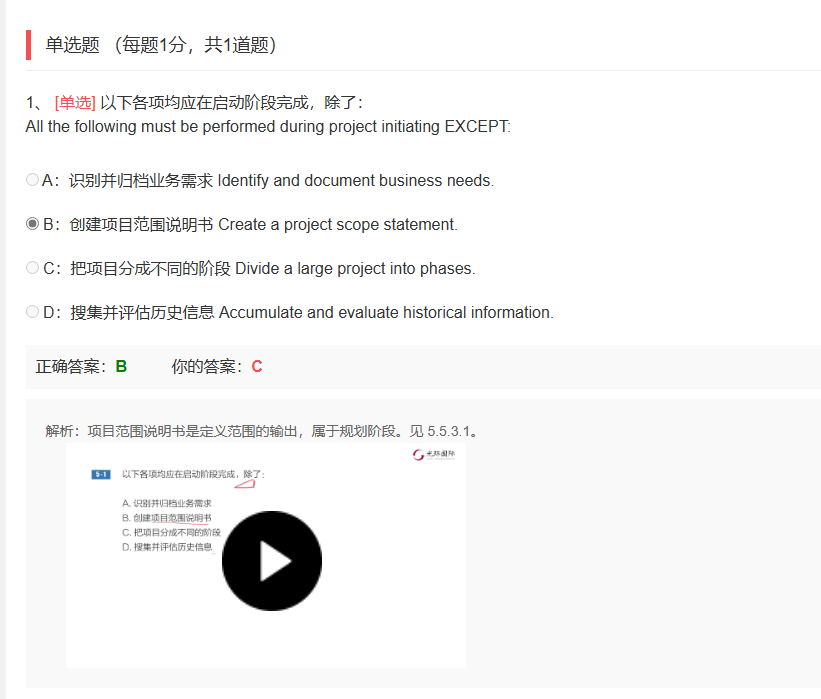 单选题 （每题1分，共1道题）
1、 [单选] 以下各项均应在启动阶段完成，除了：
All the following must be performed during project initiating EXCEPT:
A：识别并归档业务需求 Identify and document business needs.
B：创建项目范围说明书 Create a project scope statement.
C：把项目分成不同的阶段 Divide a large project into phases.
D：搜集并评估历史信息 Accumulate and evaluate historical information.
正确答案：B 你的答案：C
解析：项目范围说明书是定义范围的输出，属于规划阶段。见 5.5.3.1。
光环国际
5-1 以下各项均应在启动阶段完成，除了：
A. 识别并归档业务需求
B. 创建项目范围说明书
C. 把项目分成不同的阶段
D. 搜集并评估历史信息